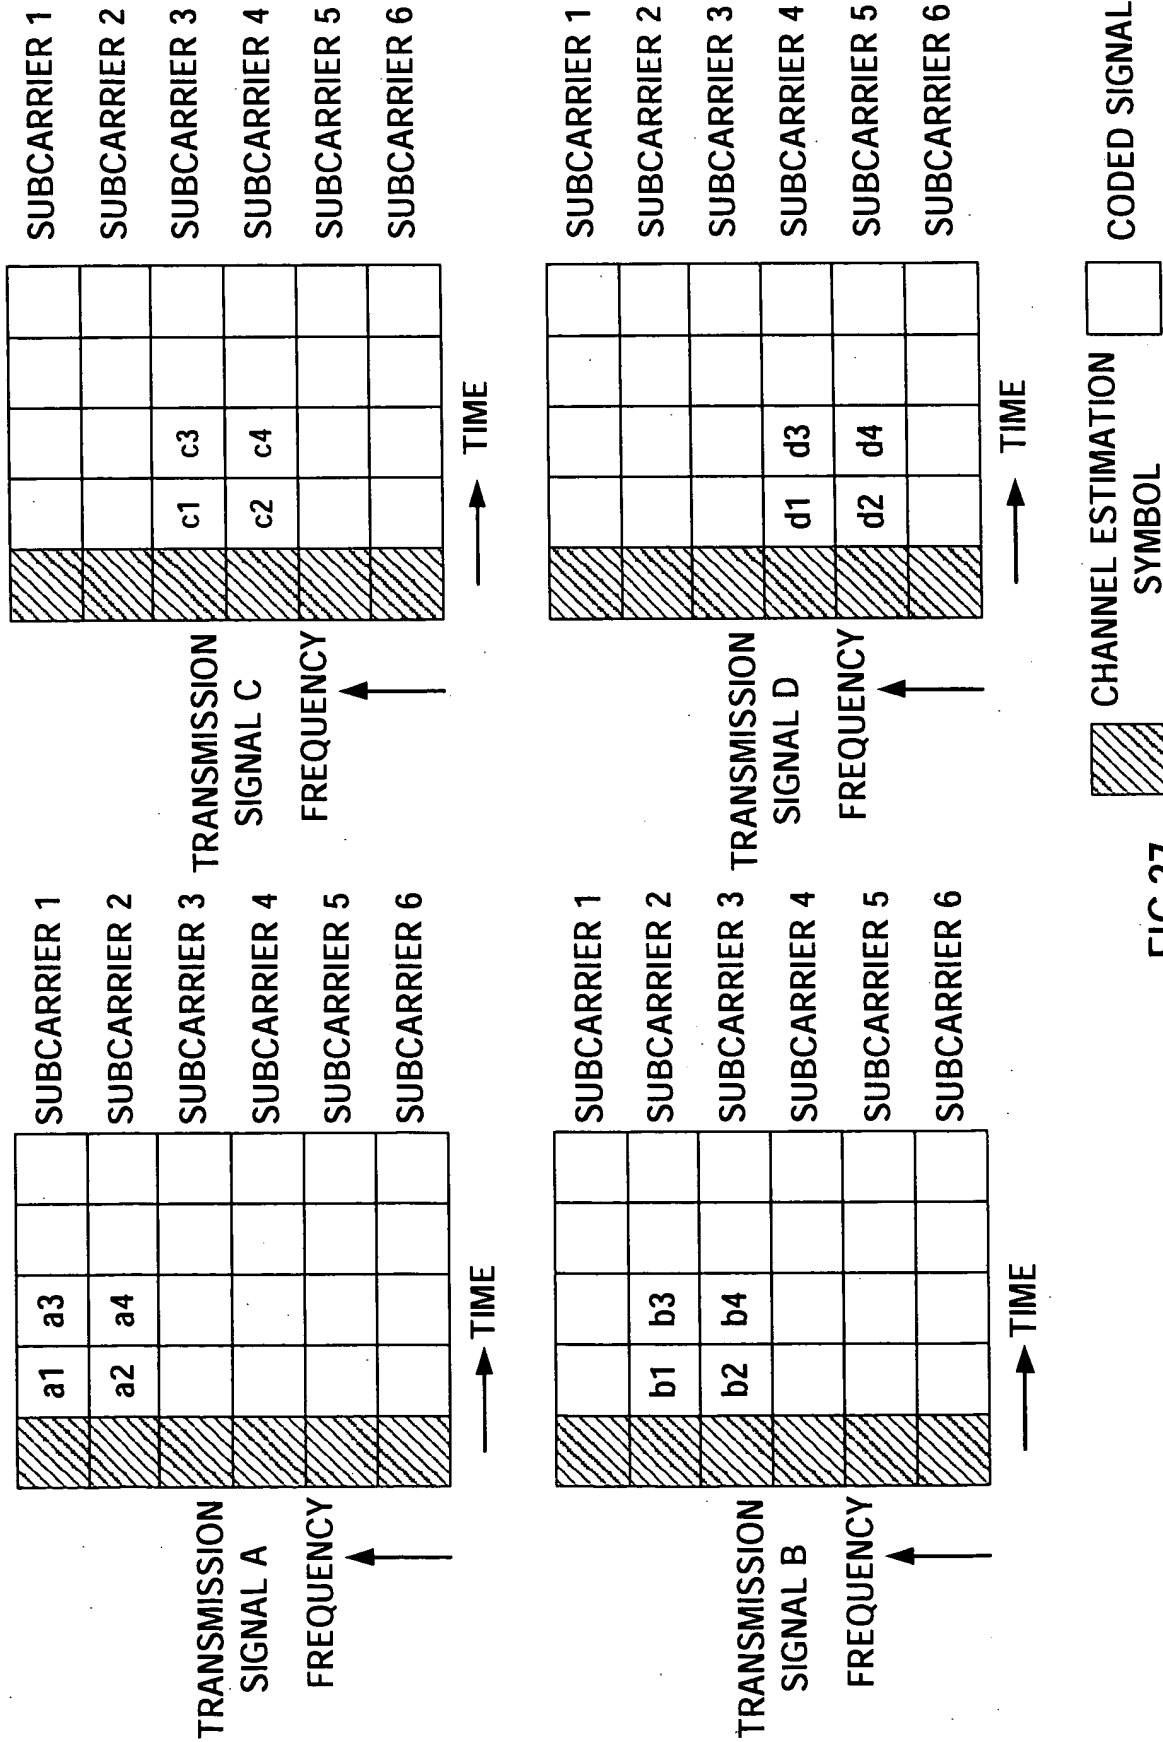 TRANSMISSION
SIGNAL A
FREQUENCY
a1 a3
a2 a4
SUBCARRIER 1
SUBCARRIER 2
SUBCARRIER 3
SUBCARRIER 4
SUBCARRIER 5
SUBCARRIER 6
TIME
TRANSMISSION
SIGNAL C
FREQUENCY
c1 c3
c2 c4
SUBCARRIER 1
SUBCARRIER 2
SUBCARRIER 3
SUBCARRIER 4
SUBCARRIER 5
SUBCARRIER 6
TIME
TRANSMISSION
SIGNAL B
FREQUENCY
b1 b3
b2 b4
SUBCARRIER 1
SUBCARRIER 2
SUBCARRIER 3
SUBCARRIER 4
SUBCARRIER 5
SUBCARRIER 6
TIME
TRANSMISSION
SIGNAL D
FREQUENCY
d1 d3
d2 d4
SUBCARRIER 1
SUBCARRIER 2
SUBCARRIER 3
SUBCARRIER 4
SUBCARRIER 5
SUBCARRIER 6
TIME
CHANNEL ESTIMATION
SYMBOL
CODED SIGNAL